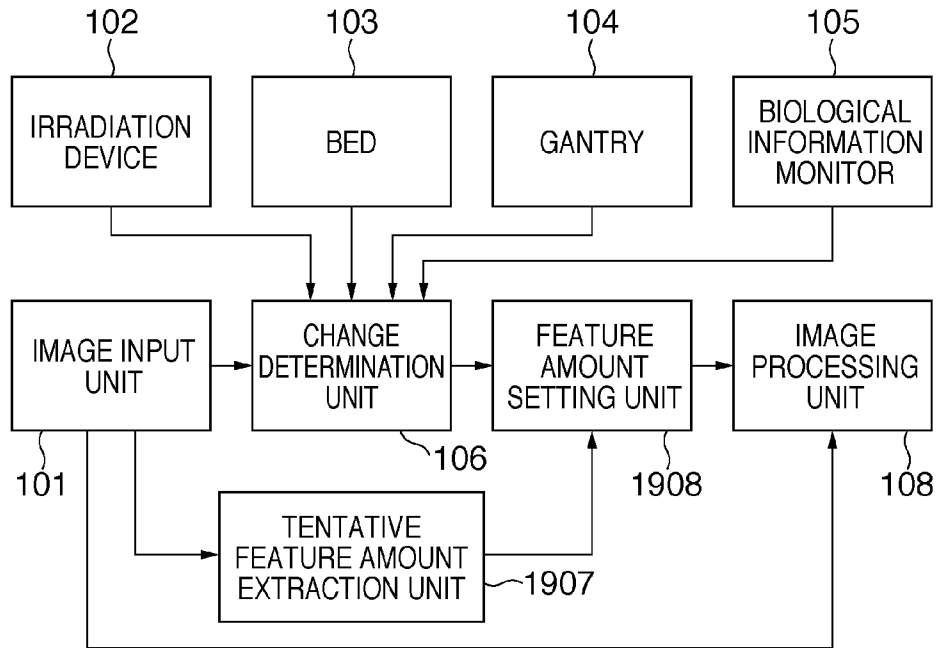 102
103
104
105
IRRADIATION
DEVICE
BED
GANTRY
BIOLOGICAL
INFORMATION
MONITOR
IMAGE INPUT
UNIT
CHANGE
DETERMINATION
UNIT
FEATURE
AMOUNT
SETTING UNIT
IMAGE
PROCESSING
UNIT
101
106
1908
108
TENTATIVE
FEATURE AMOUNT
EXTRACTION UNIT
1907